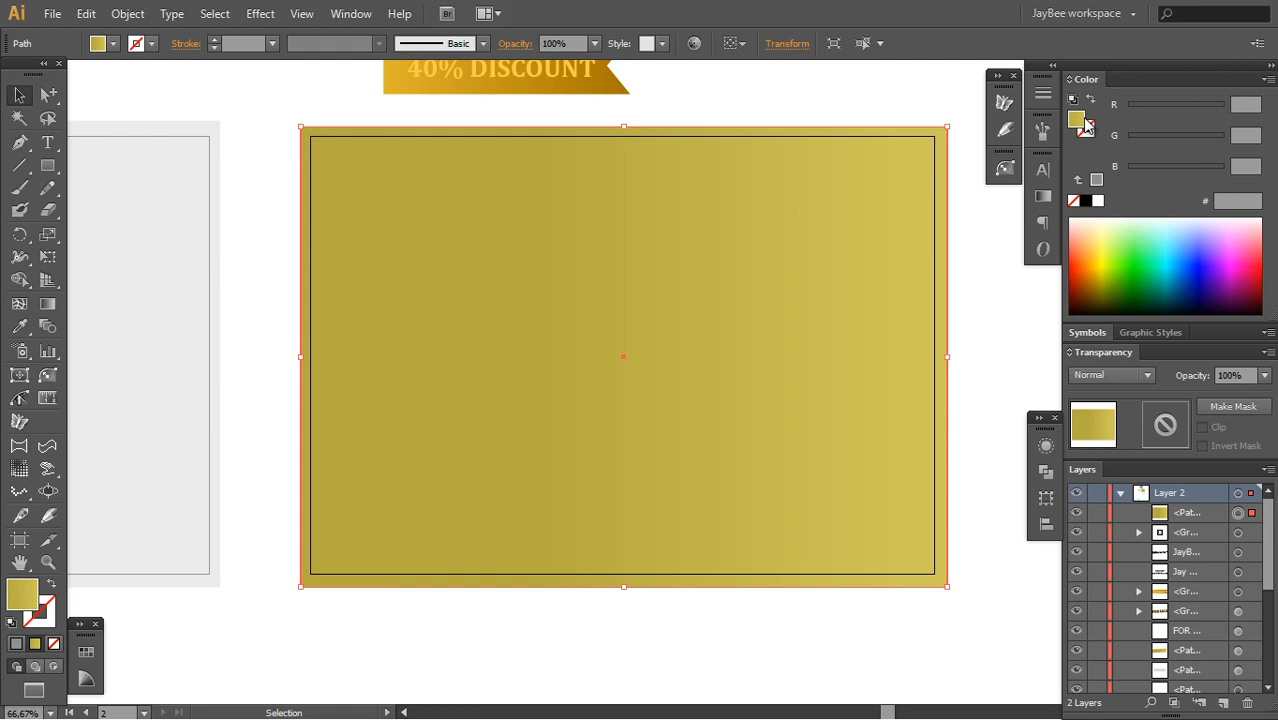 Ai File Edit Object Type Select Effect View Window Help Br JayBee workspace
Path Stroke: Basic Opacity: 100% Style: Transform
40% DISCOUNT
Color
R
G
B
#
Symbols Graphic Styles
Transparency
Normal Opacity: 100%
Make Mask
Clip
Invert Mask
Layers
Layer 2
<Pat...
<Gr...
JayB...
Jay ...
<Gr...
<Gr...
FOR ...
<Pat...
<Pat...
<Pat...
2 Layers
66,67% 2 Selection